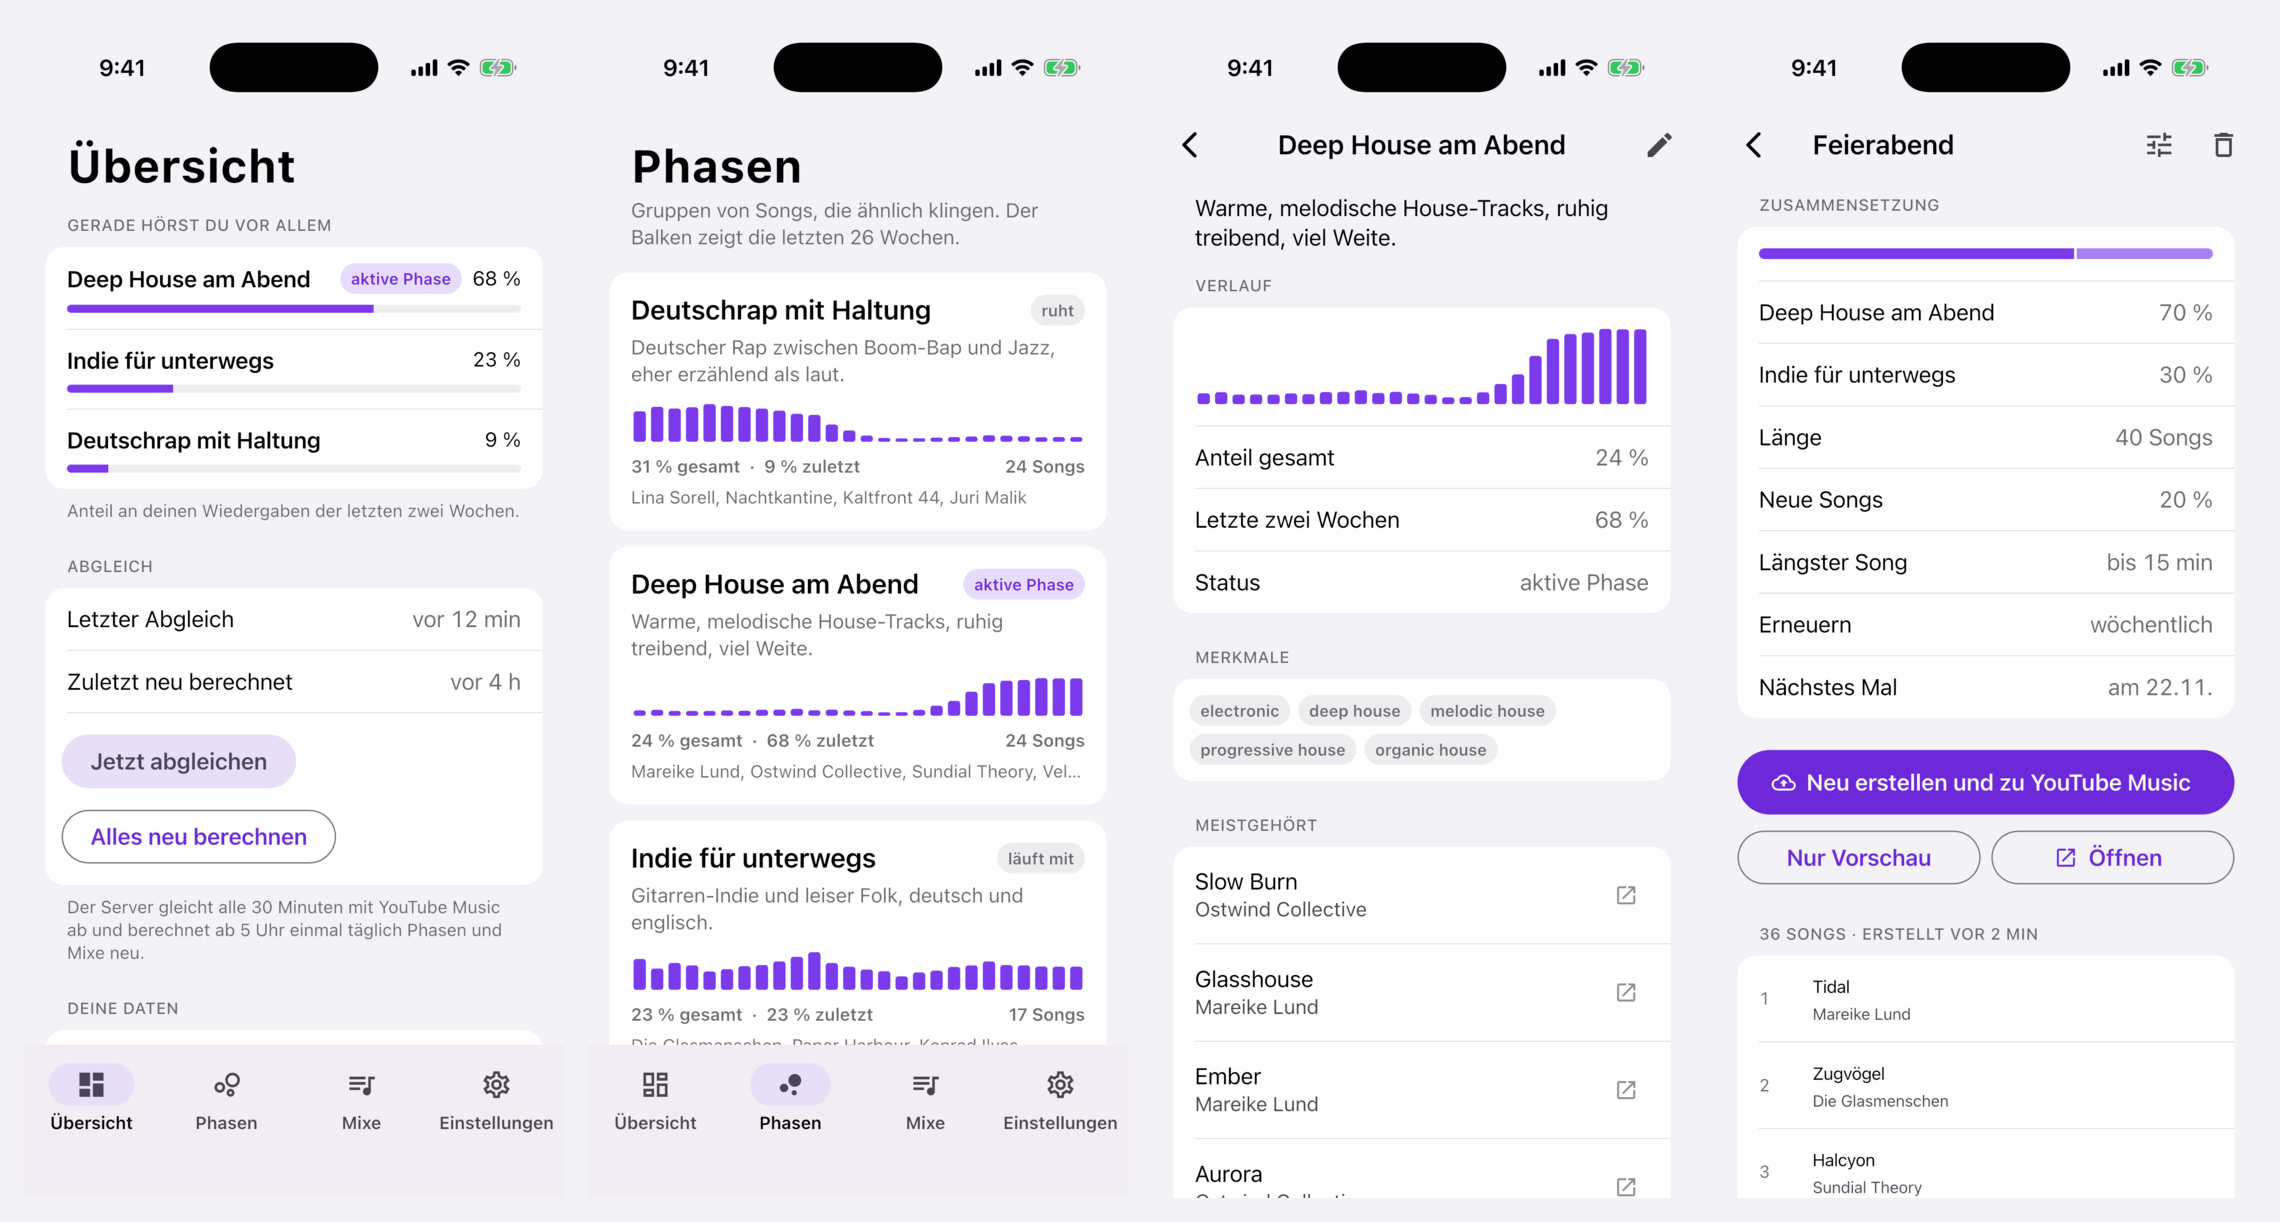 9:41
Übersicht
GERADE HÖRST DU VOR ALLEM
Deep House am Abend aktive Phase 68 %
Indie für unterwegs 23 %
Deutschrap mit Haltung 9 %
Anteil an deinen Wiedergaben der letzten zwei Wochen.
ABGLEICH
Letzter Abgleich vor 12 min
Zuletzt neu berechnet vor 4 h
Jetzt abgleichen
Alles neu berechnen
Der Server gleicht alle 30 Minuten mit YouTube Music
ab und berechnet ab 5 Uhr einmal täglich Phasen und
Mixe neu.
DEINE DATEN
Übersicht Phasen Mixe Einstellungen
9:41
Phasen
Gruppen von Songs, die ähnlich klingen. Der
Balken zeigt die letzten 26 Wochen.
Deutschrap mit Haltung ruht
Deutscher Rap zwischen Boom-Bap und Jazz,
eher erzählend als laut.
31 % gesamt · 9 % zuletzt 24 Songs
Lina Sorell, Nachtkantine, Kaltfront 44, Juri Malik
Deep House am Abend aktive Phase
Warme, melodische House-Tracks, ruhig
treibend, viel Weite.
24 % gesamt · 68 % zuletzt 24 Songs
Mareike Lund, Ostwind Collective, Sundial Theory, Vel...
Indie für unterwegs läuft mit
Gitarren-Indie und leiser Folk, deutsch und
englisch.
23 % gesamt · 23 % zuletzt 17 Songs
Die Glasmenschen, Paper Harbour, Konrad Ilves
Übersicht Phasen Mixe Einstellungen
9:41
Deep House am Abend
Warme, melodische House-Tracks, ruhig
treibend, viel Weite.
VERLAUF
Anteil gesamt 24 %
Letzte zwei Wochen 68 %
Status aktive Phase
MERKMALE
electronic deep house melodic house
progressive house organic house
MEISTGEHÖRT
Slow Burn
Ostwind Collective
Glasshouse
Mareike Lund
Ember
Mareike Lund
Aurora
9:41
Feierabend
ZUSAMMENSETZUNG
Deep House am Abend 70 %
Indie für unterwegs 30 %
Länge 40 Songs
Neue Songs 20 %
Längster Song bis 15 min
Erneuern wöchentlich
Nächstes Mal am 22.11.
Neu erstellen und zu YouTube Music
Nur Vorschau Öffnen
36 SONGS · ERSTELLT VOR 2 MIN
1 Tidal
Mareike Lund
2 Zugvögel
Die Glasmenschen
3 Halcyon
Sundial Theory